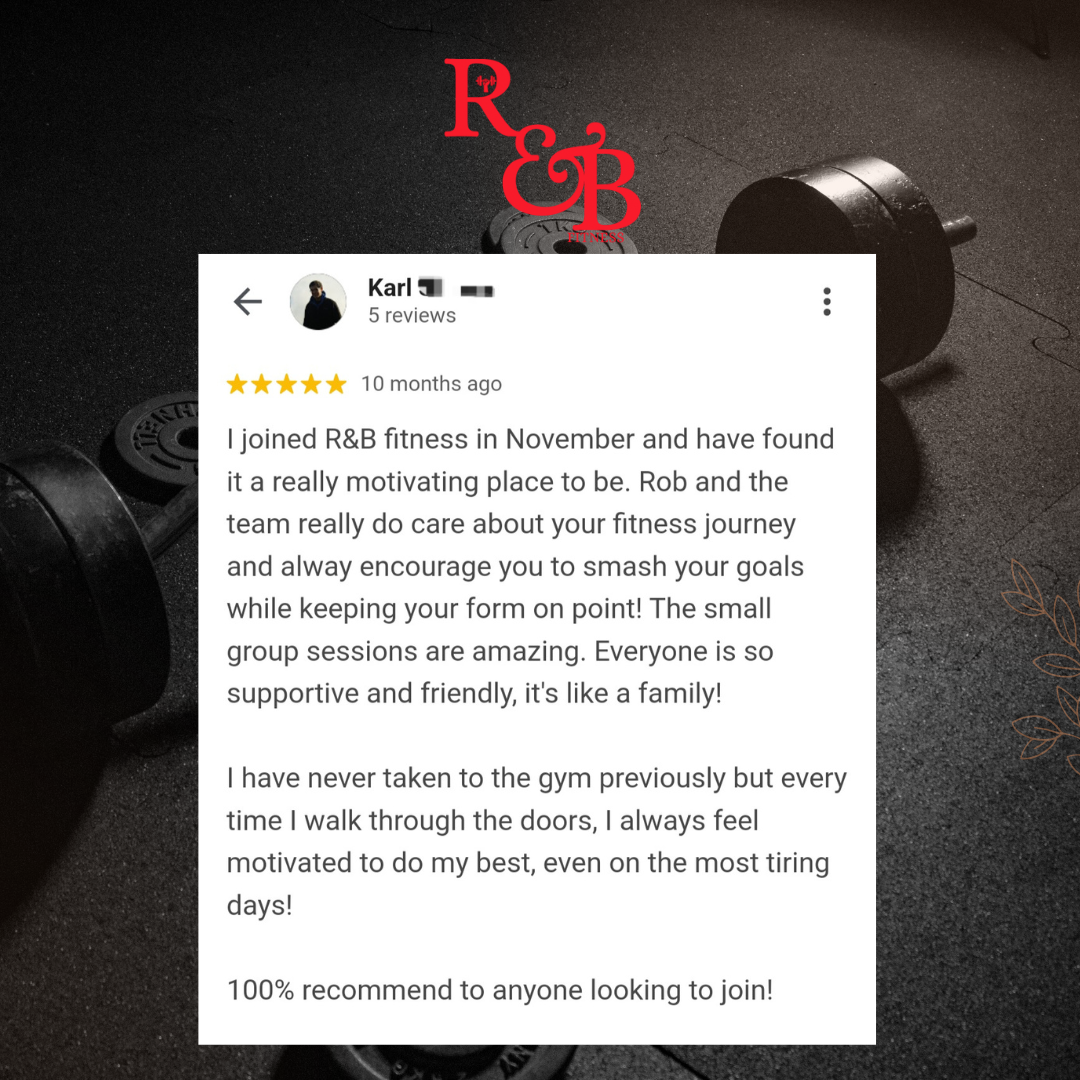 R
&B
FITNESS
Karl
5 reviews
10 months ago
I joined R&B fitness in November and have found
it a really motivating place to be. Rob and the
team really do care about your fitness journey
and alway encourage you to smash your goals
while keeping your form on point! The small
group sessions are amazing. Everyone is so
supportive and friendly, it's like a family!
I have never taken to the gym previously but every
time I walk through the doors, I always feel
motivated to do my best, even on the most tiring
days!
100% recommend to anyone looking to join!